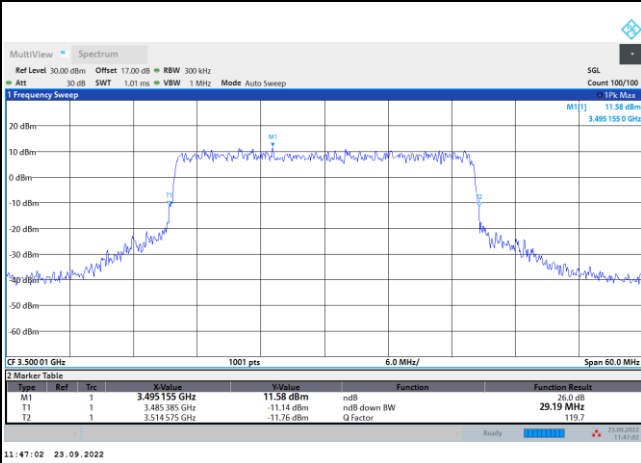 MultiView Spectrum
Ref Level 30.00 dBm Offset 17.00 dB RBW 300 kHz SGL
Att 30 dB SWT 1.01 ms VBW 1 MHz Mode Auto Sweep Count 100/100
1 Frequency Sweep 1Pk Max
M1[1] 11.58 dBm
3.495 155 0 GHz
20 dBm
M1
10 dBm
0 dBm
T1
T2
-10 dBm
-20 dBm
-30 dBm
-40 dBm
-50 dBm
-60 dBm
CF 3.500 01 GHz 1001 pts 6.0 MHz/ Span 60.0 MHz
2 Marker Table
Type Ref Trc X-Value Y-Value Function Function Result
M1 1 3.495 155 GHz 11.58 dBm ndB 26.0 dB
T1 1 3.485 385 GHz -11.14 dBm ndB down BW 29.19 MHz
T2 1 3.514 575 GHz -11.76 dBm Q Factor 119.7
Ready 23.09.2022
11:47:02
11:47:02 23.09.2022